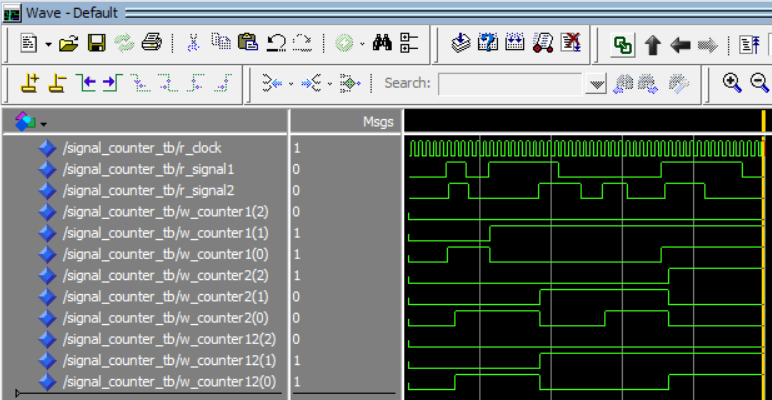 Wave - Default
Search:
Msgs
/signal_counter_tb/r_clock 1
/signal_counter_tb/r_signal1 0
/signal_counter_tb/r_signal2 0
/signal_counter_tb/w_counter1(2) 0
/signal_counter_tb/w_counter1(1) 1
/signal_counter_tb/w_counter1(0) 1
/signal_counter_tb/w_counter2(2) 1
/signal_counter_tb/w_counter2(1) 0
/signal_counter_tb/w_counter2(0) 0
/signal_counter_tb/w_counter12(2) 0
/signal_counter_tb/w_counter12(1) 1
/signal_counter_tb/w_counter12(0) 1